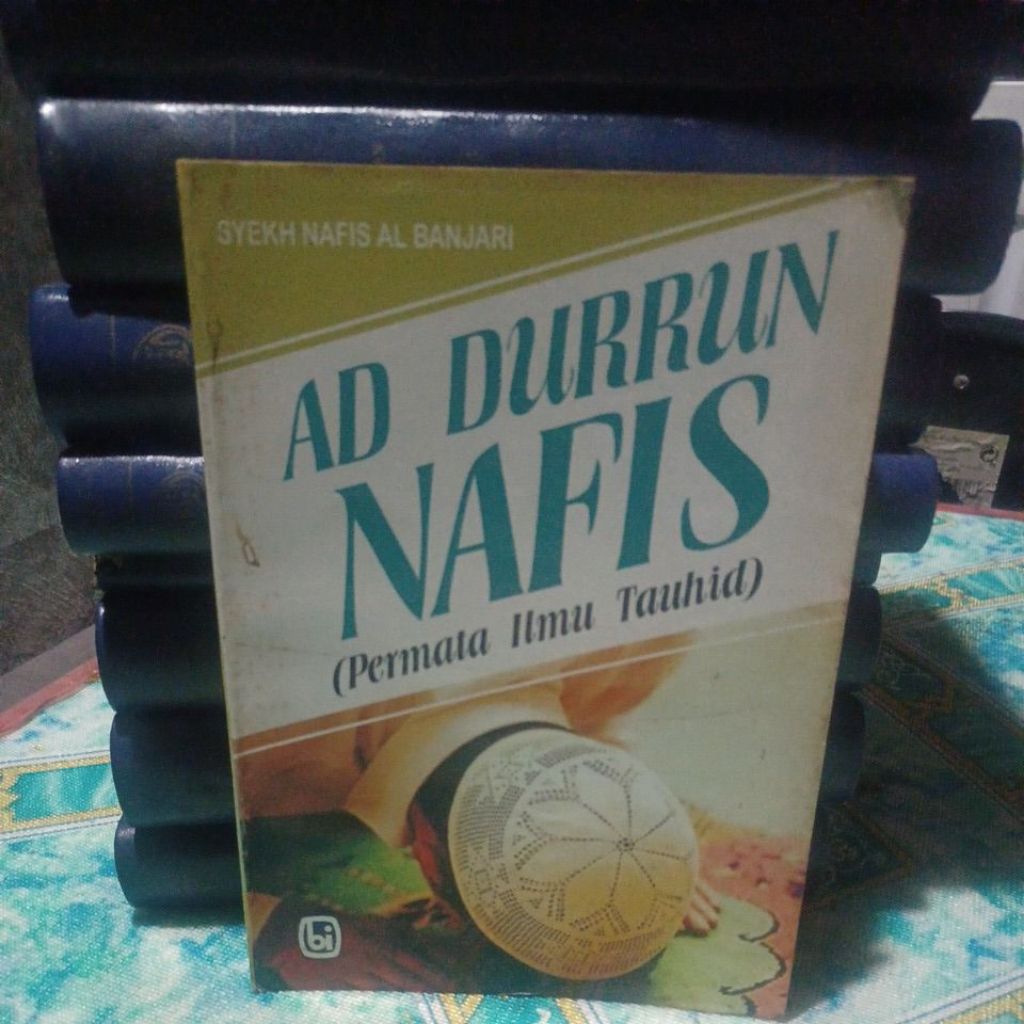 SYEKH NAFIS AL BANJARI
AD DURRUN
NAFIS
(Permata Ilmu Tauhid)
bi